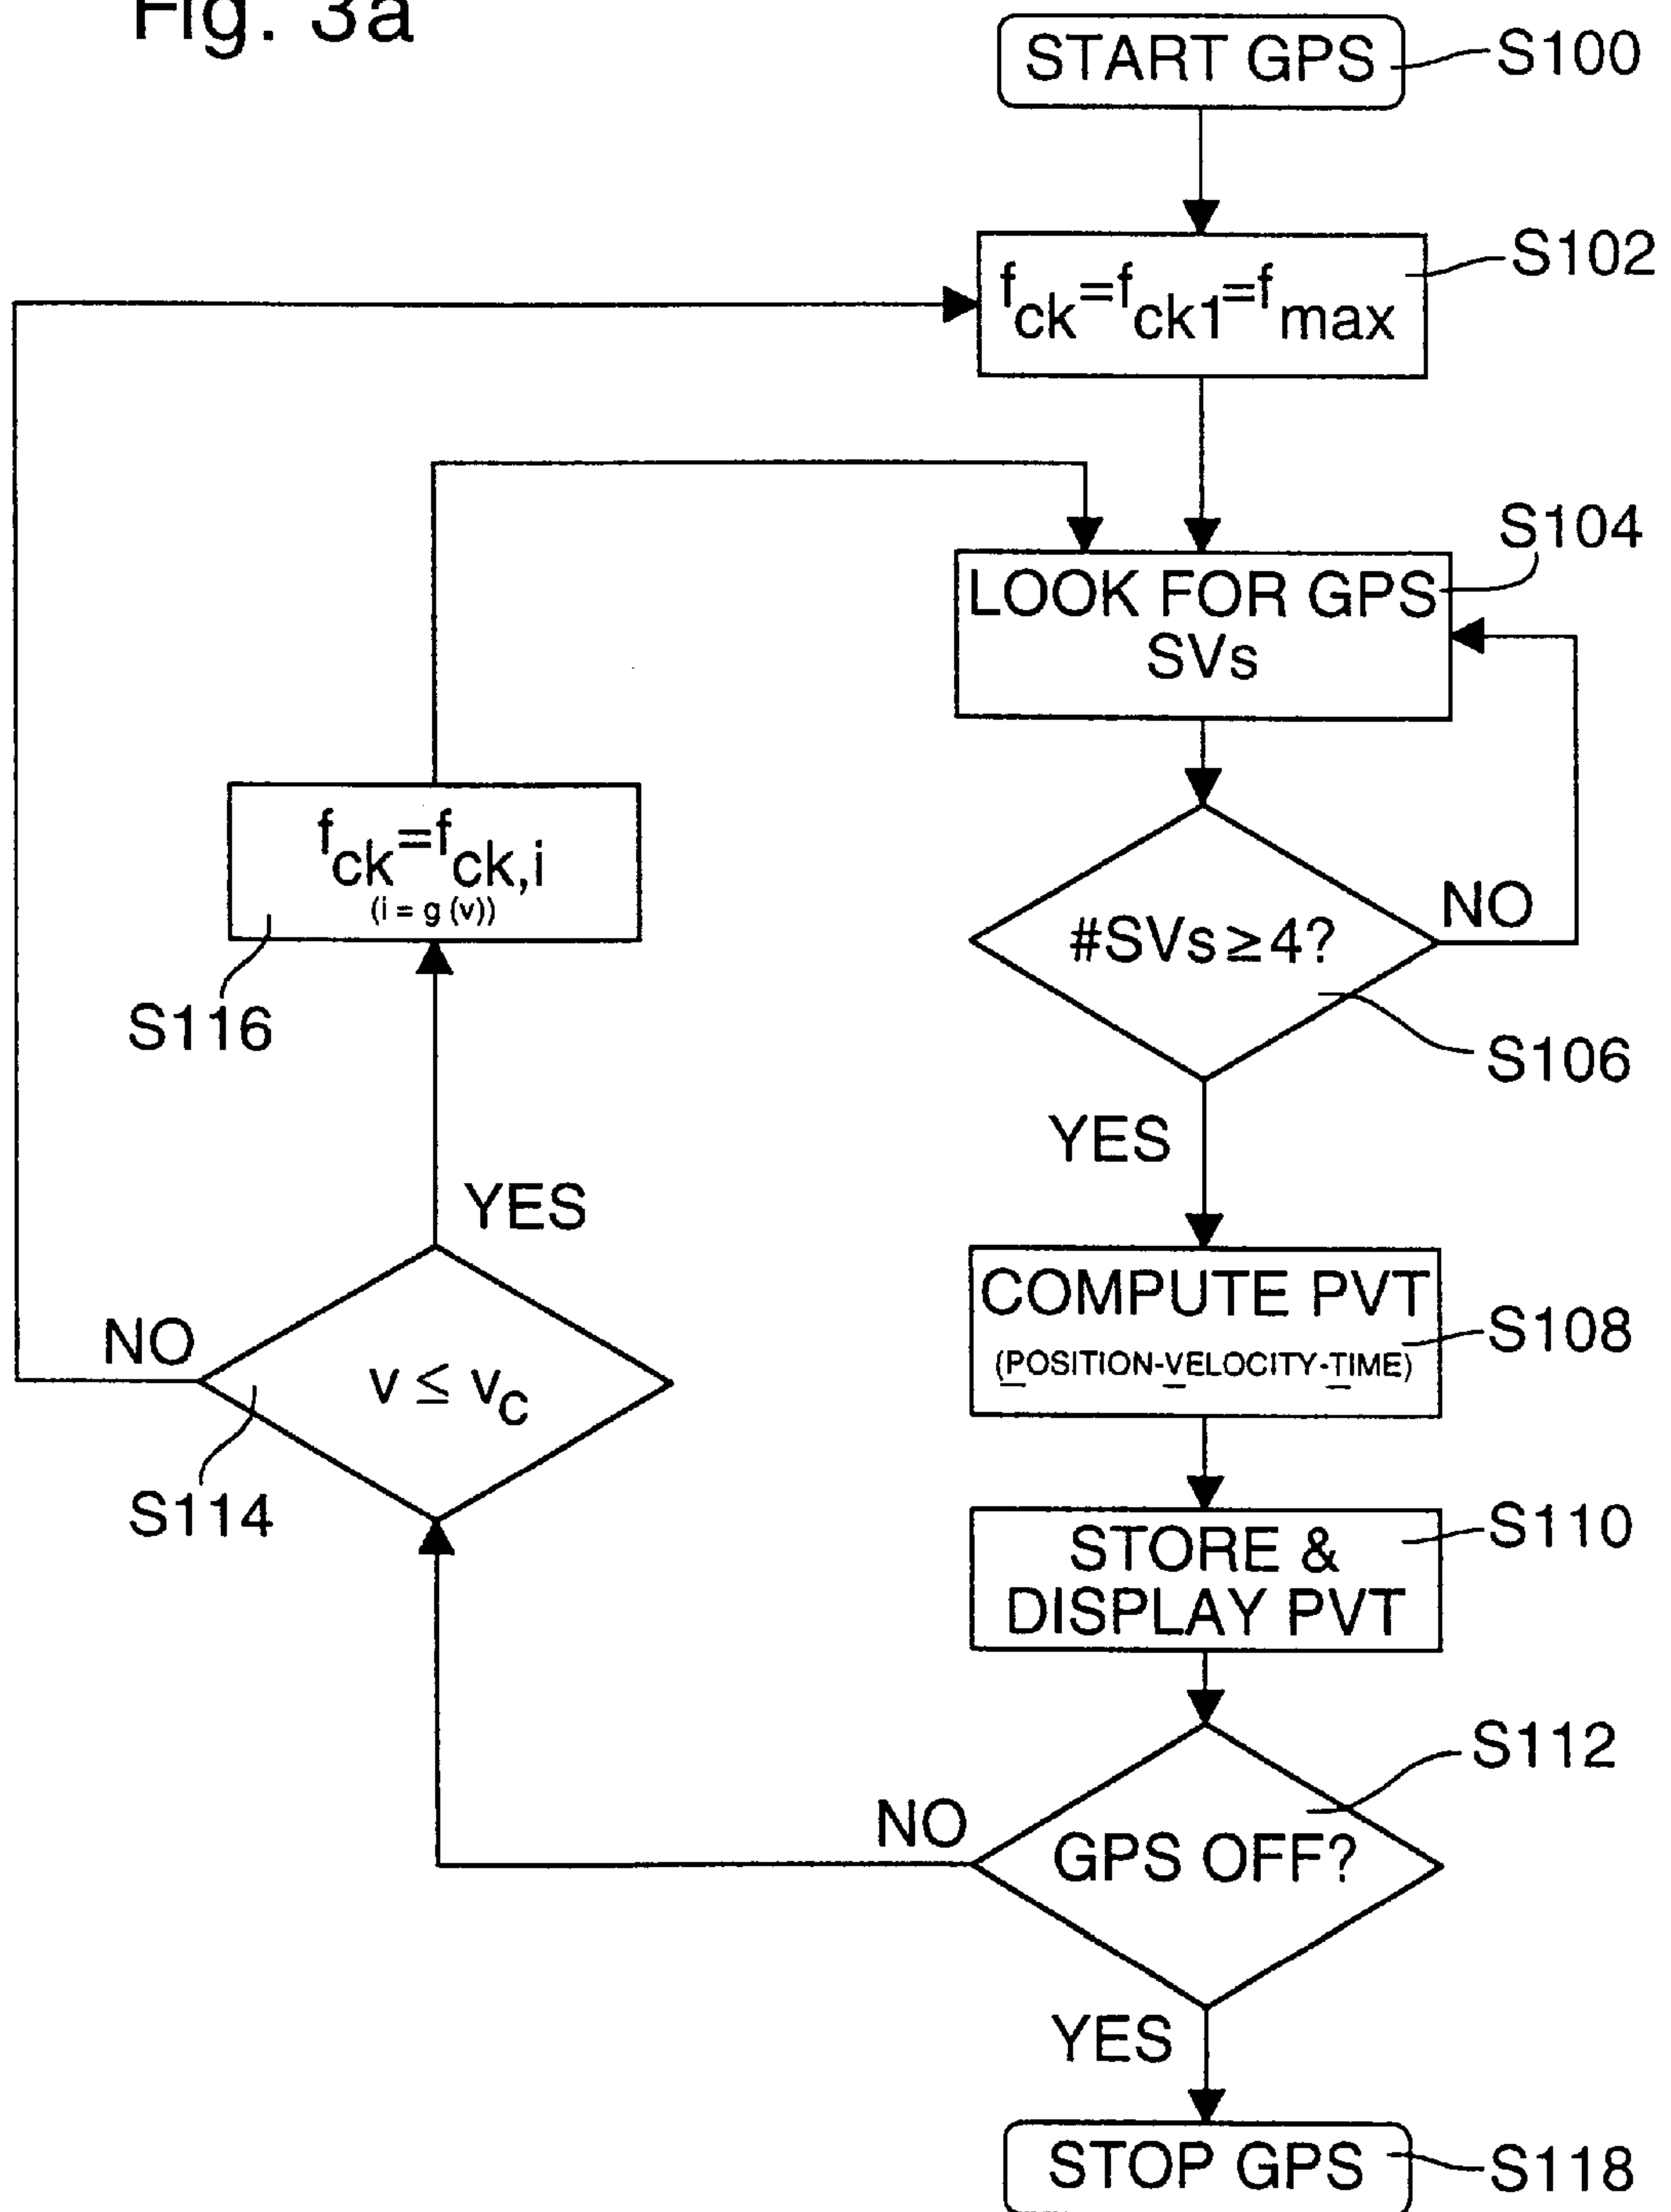 Fig. 3a
START GPS
S100
fck=fck1=fmax
S102
LOOK FOR GPS
SVs
S104
#SVs≥4?
NO
S106
YES
COMPUTE PVT
(POSITION-VELOCITY-TIME)
S108
STORE &
DISPLAY PVT
S110
GPS OFF?
S112
NO
YES
STOP GPS
S118
v ≤ vc
S114
NO
YES
fck=fck,i
(i = g (v))
S116